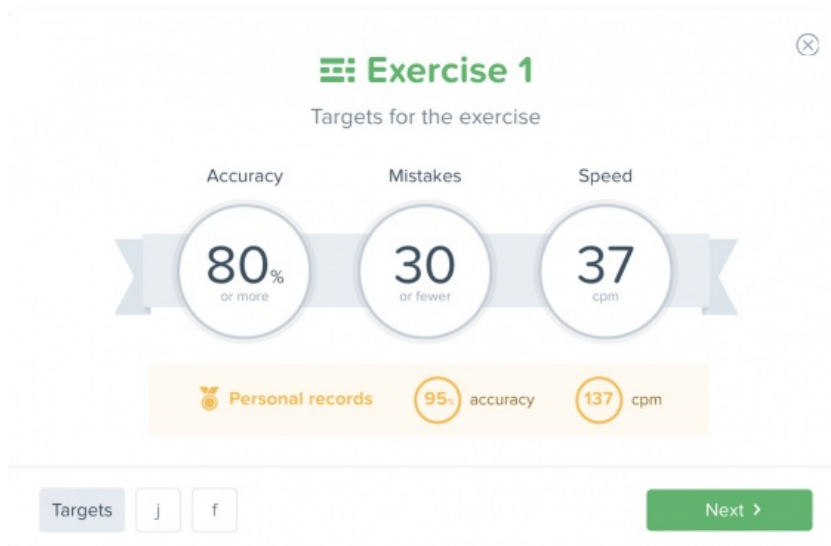 Exercise 1
Targets for the exercise
Accuracy Mistakes Speed
80% 30 37
or more or fewer cpm
Personal records 95% accuracy 137 cpm
Targets j f Next >